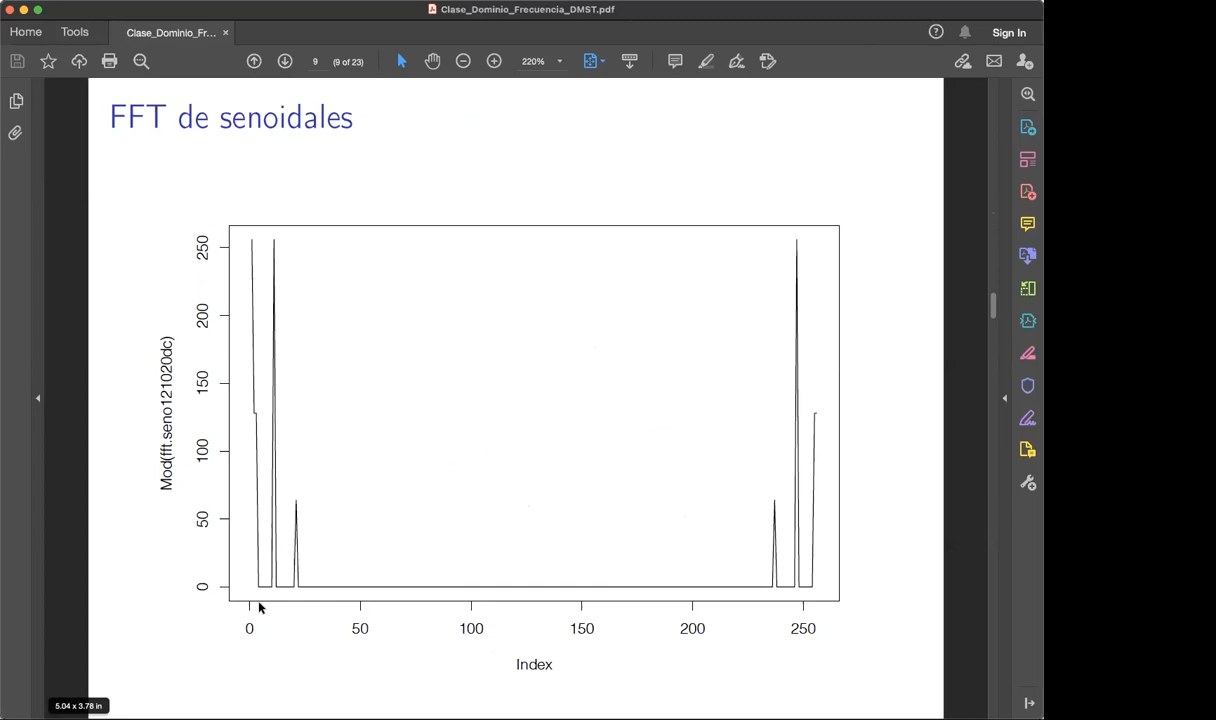 Clase_Dominio_Frecuencia_DMST.pdf
Home Tools Clase_Dominio_Fr... × Sign In
9 (9 of 23) 220%
FFT de senoidales
Mod(fft.seno121020dc)
250
200
150
100
50
0
0 50 100 150 200 250
Index
5.04 x 3.78 in